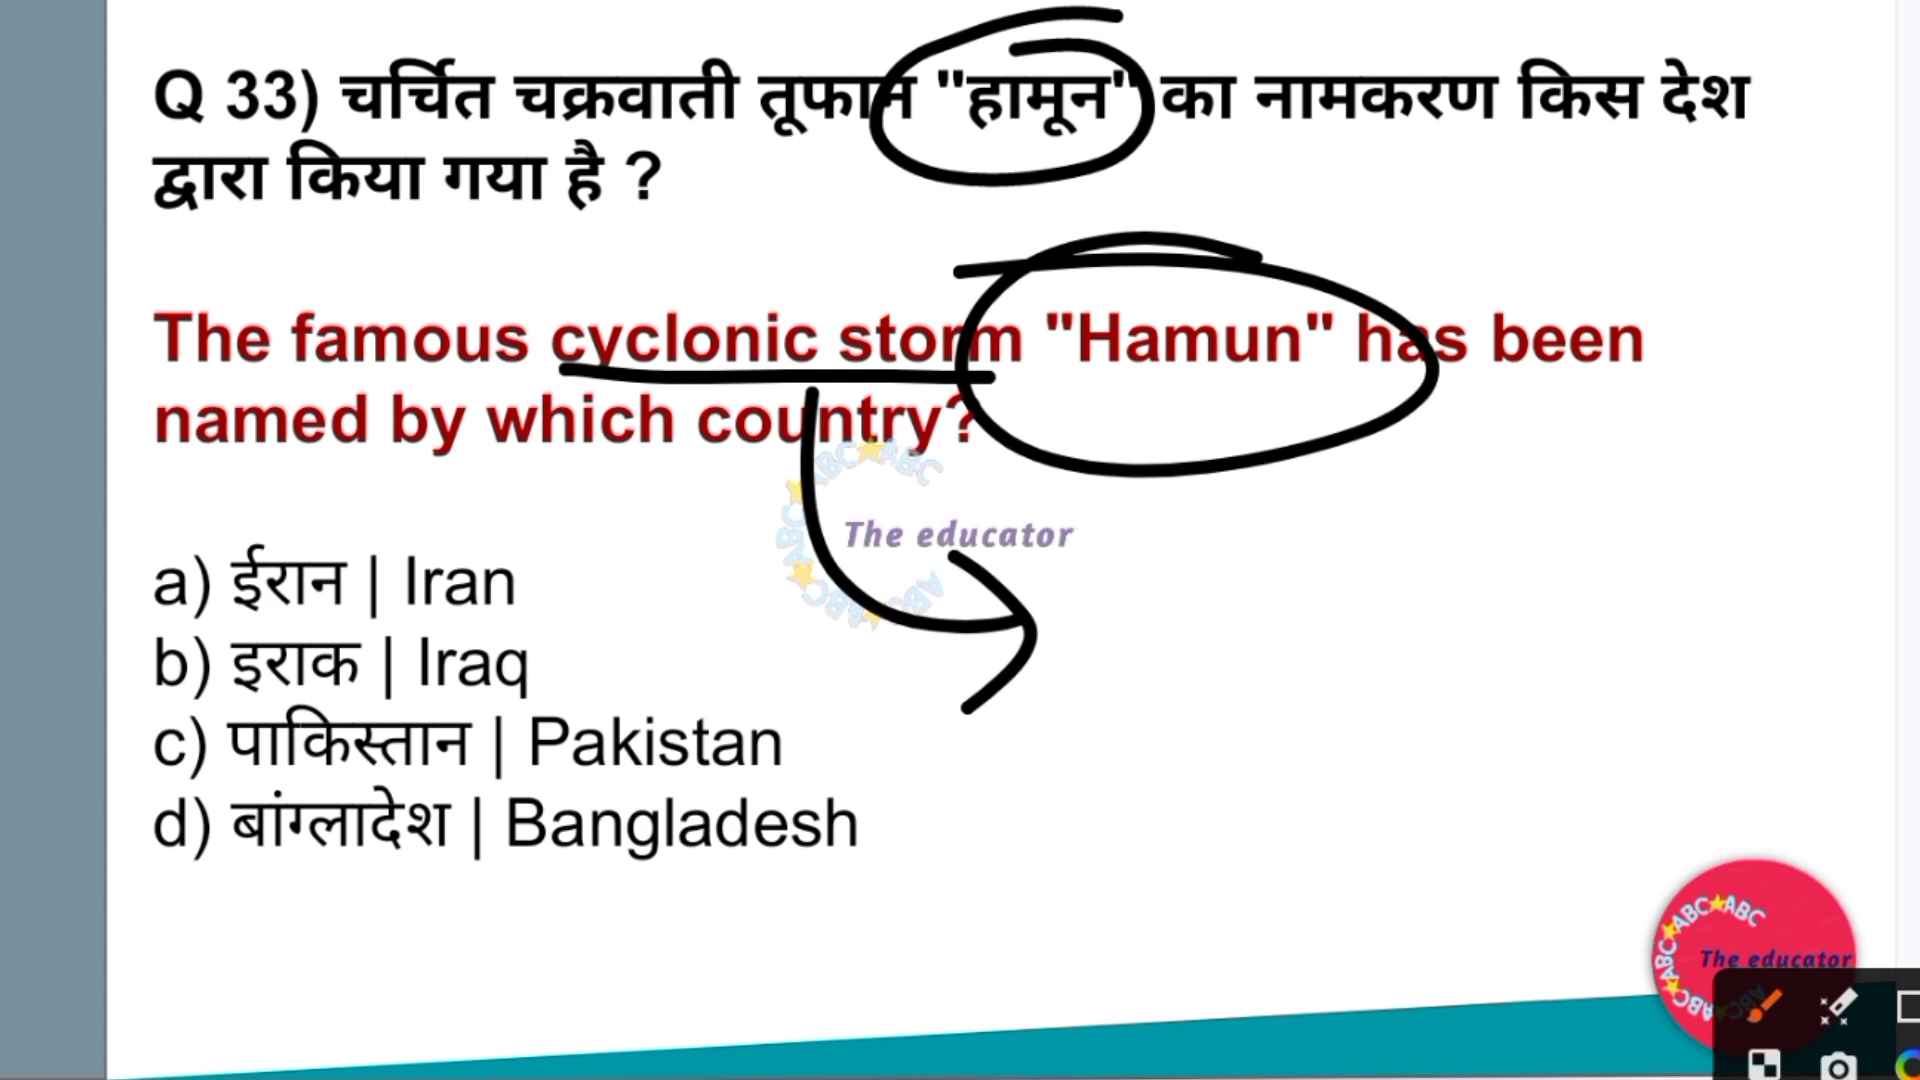 Q 33) चर्चित चक्रवाती तूफान "हामून" का नामकरण किस देश
द्वारा किया गया है ?
The famous cyclonic storm "Hamun" has been
named by which country?
ABC★ABC
The educator
a) ईरान | Iran
b) इराक | Iraq
c) पाकिस्तान | Pakistan
d) बांग्लादेश | Bangladesh
ABC★ABC
The educator